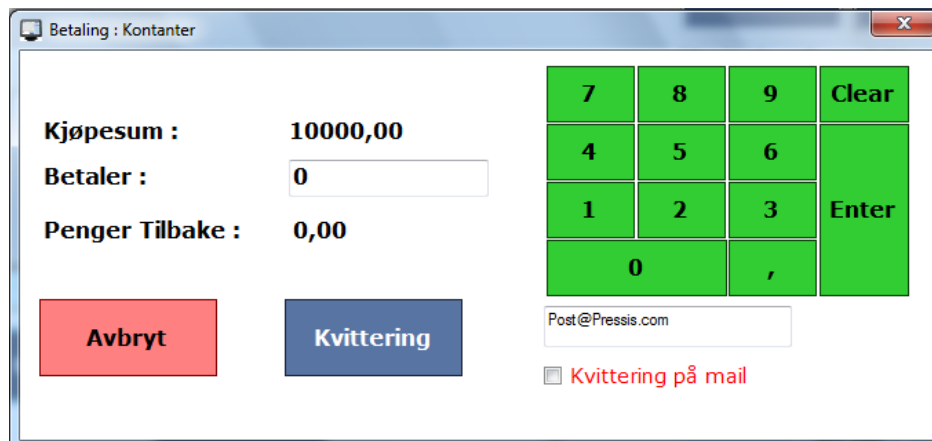 Betaling : Kontanter
X
Kjøpesum : 10000,00
Betaler : 0
Penger Tilbake : 0,00
Avbryt Kvittering
7 8 9 Clear
4 5 6
1 2 3 Enter
0 ,
Post@Pressis.com
Kvittering på mail